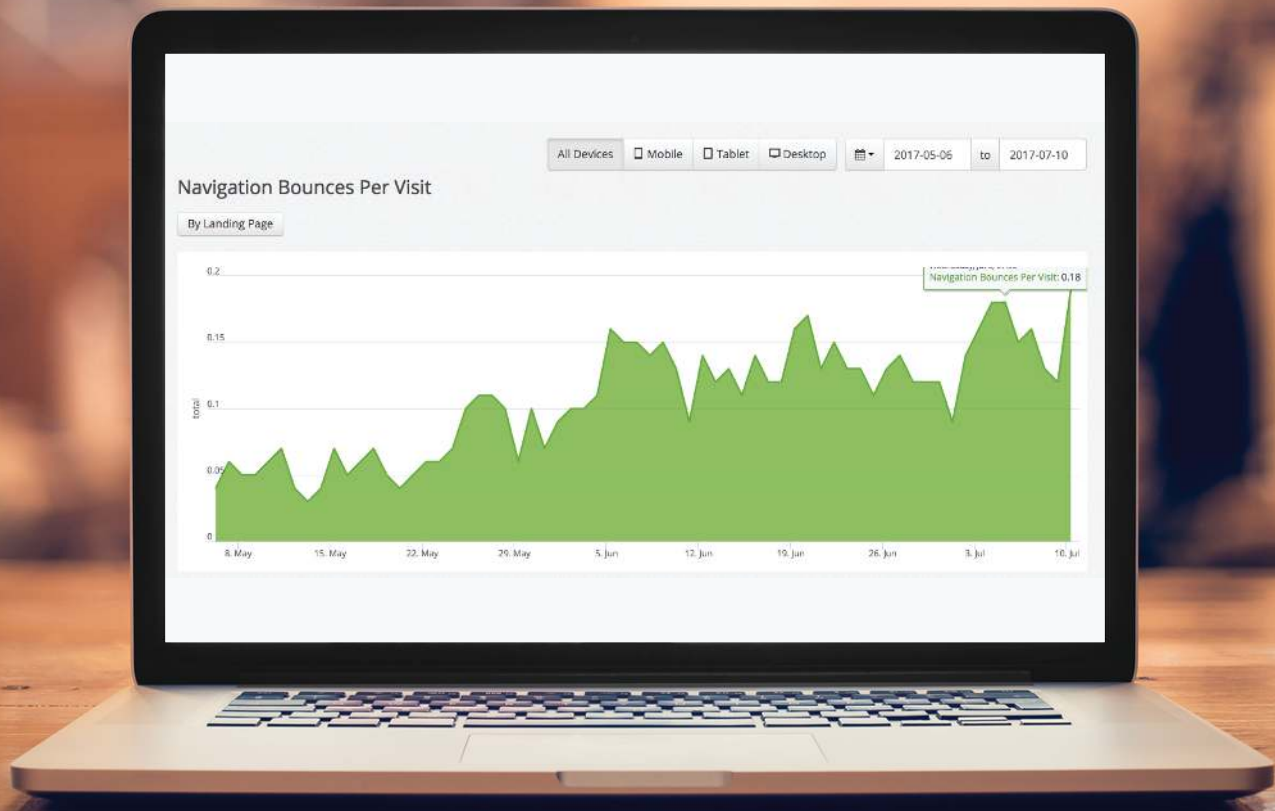 All Devices Mobile Tablet Desktop 2017-05-06 to 2017-07-10
Navigation Bounces Per Visit
By Landing Page
0.2
Navigation Bounces Per Visit: 0.18
0.15
0.1
total
0.05
0
8. May 15. May 22. May 29. May 5. Jun 12. Jun 19. Jun 26. Jun 3. Jul 10. Jul